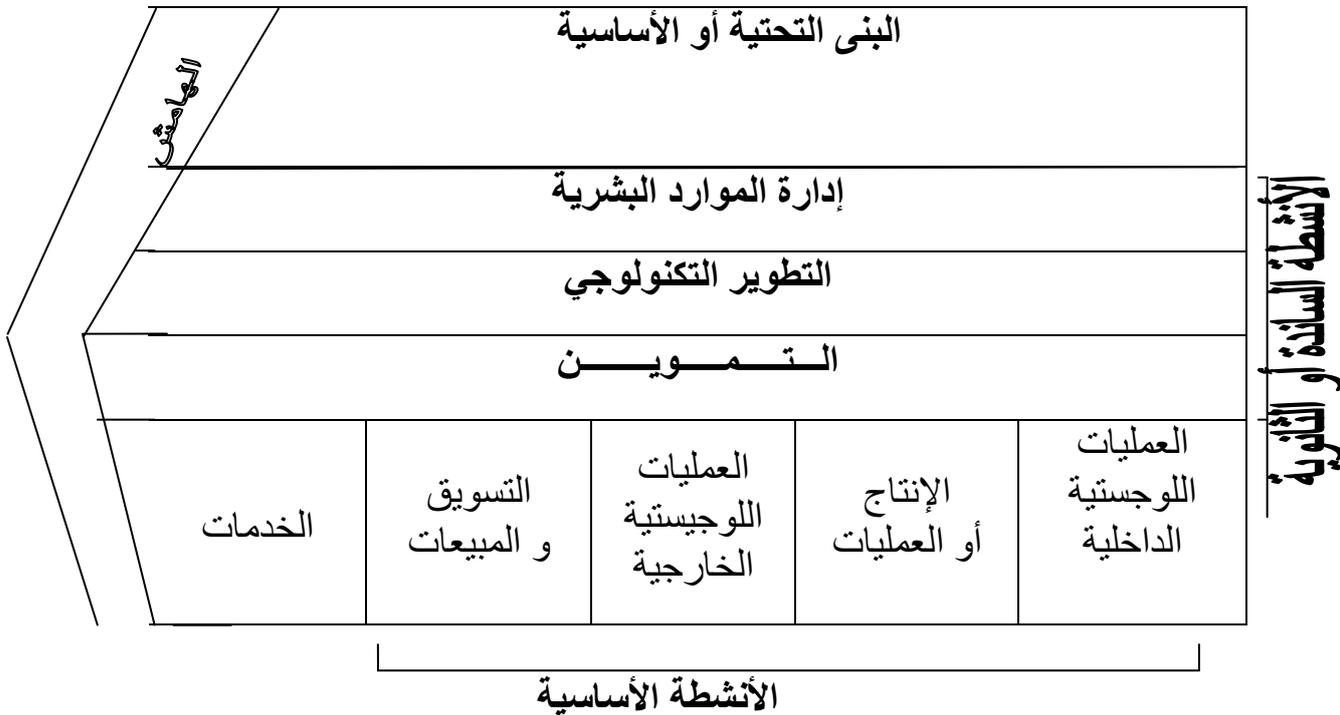 البنى التحتية أو الأساسية
الهامش
إدارة الموارد البشرية
التطوير التكنولوجي
الـتـمـويـن
الأنشطة الساندة أو الثانوية
العمليات
اللوجستية
الداخلية
الإنتاج
أو العمليات
العمليات
اللوجيستية
الخارجية
التسويق
و المبيعات
الخدمات
الأنشطة الأساسية